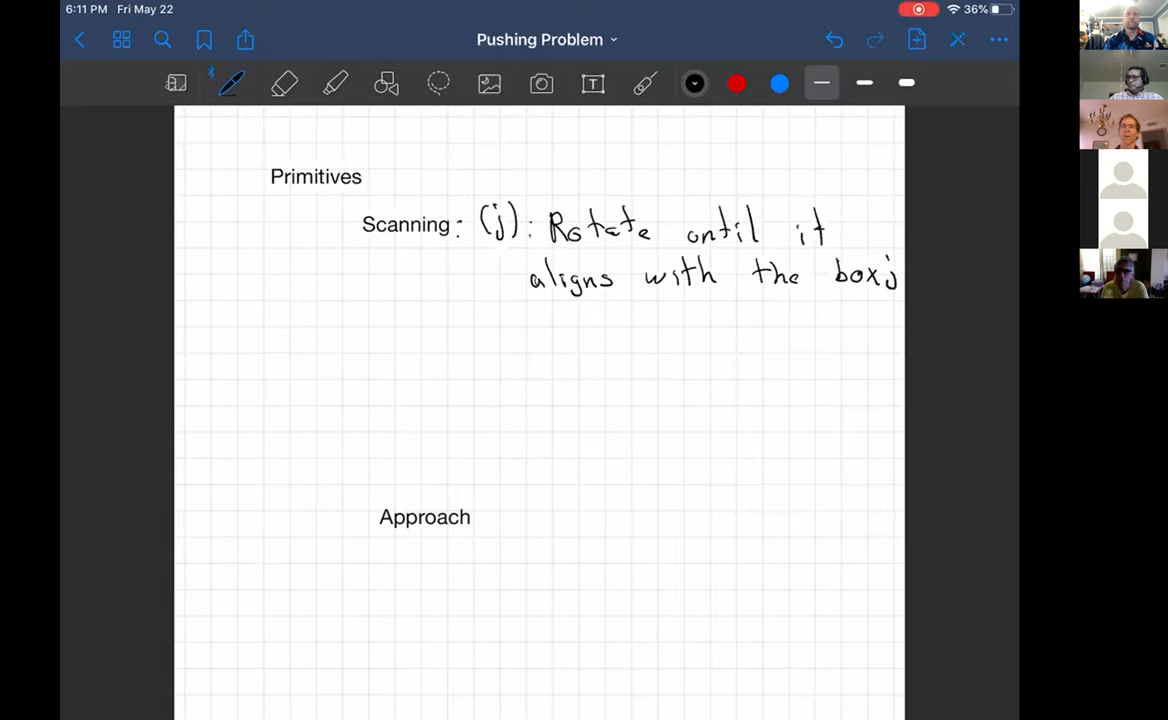 6:11 PM Fri May 22
36%
Pushing Problem
T
Primitives
Scanning: (j): Rotate until it
aligns with the box j
Approach